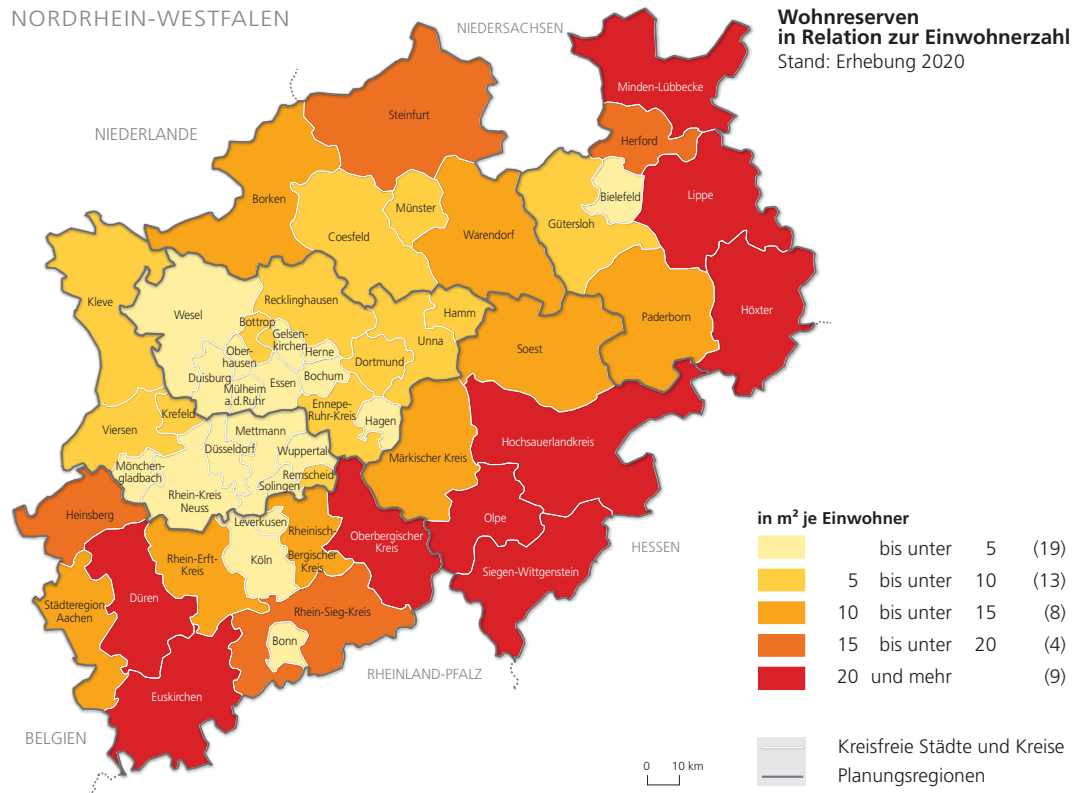 NORDRHEIN-WESTFALEN
Wohnreserven
in Relation zur Einwohnerzahl
Stand: Erhebung 2020
NIEDERSACHSEN
NIEDERLANDE
Minden-Lübbecke
Steinfurt
Herford
Borken
Bielefeld
Lippe
Münster
Coesfeld
Warendorf
Gütersloh
Kleve
Recklinghausen
Wesel
Hamm
Paderborn
Höxter
Bottrop
Gelsen-
kirchen
Unna
Soest
Ober-
hausen
Herne
Dortmund
Duisburg
Essen
Bochum
Mülheim
a.d.Ruhr
Ennepe-
Ruhr-Kreis
Krefeld
Hagen
Viersen
Mettmann
Düsseldorf
Wuppertal
Hochsauerlandkreis
Märkischer Kreis
Mönchen-
gladbach
Remscheid
Solingen
Rhein-Kreis
Neuss
Heinsberg
Leverkusen
Rheinisch-
Bergischer
Kreis
Oberbergischer
Kreis
Olpe
Köln
Rhein-Erft-
Kreis
Siegen-Wittgenstein
HESSEN
Düren
Städteregion
Aachen
Rhein-Sieg-Kreis
Bonn
RHEINLAND-PFALZ
Euskirchen
BELGIEN
in m² je Einwohner
bis unter 5 (19)
5 bis unter 10 (13)
10 bis unter 15 (8)
15 bis unter 20 (4)
20 und mehr (9)
Kreisfreie Städte und Kreise
Planungsregionen
0 10 km